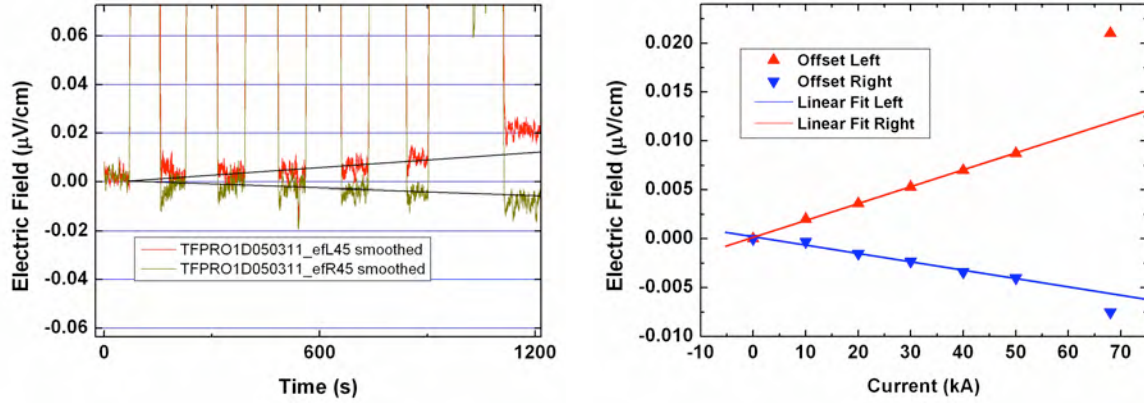 0.06
0.04
0.02
0.00
-0.02
-0.04
-0.06
Electric Field (µV/cm)
TFPRO1D050311_efL45 smoothed
TFPRO1D050311_efR45 smoothed
0
600
1200
Time (s)
0.020
0.015
0.010
0.005
0.000
-0.005
-0.010
Electric Field (µV/cm)
Offset Left
Offset Right
Linear Fit Left
Linear Fit Right
-10 0 10 20 30 40 50 60 70
Current (kA)